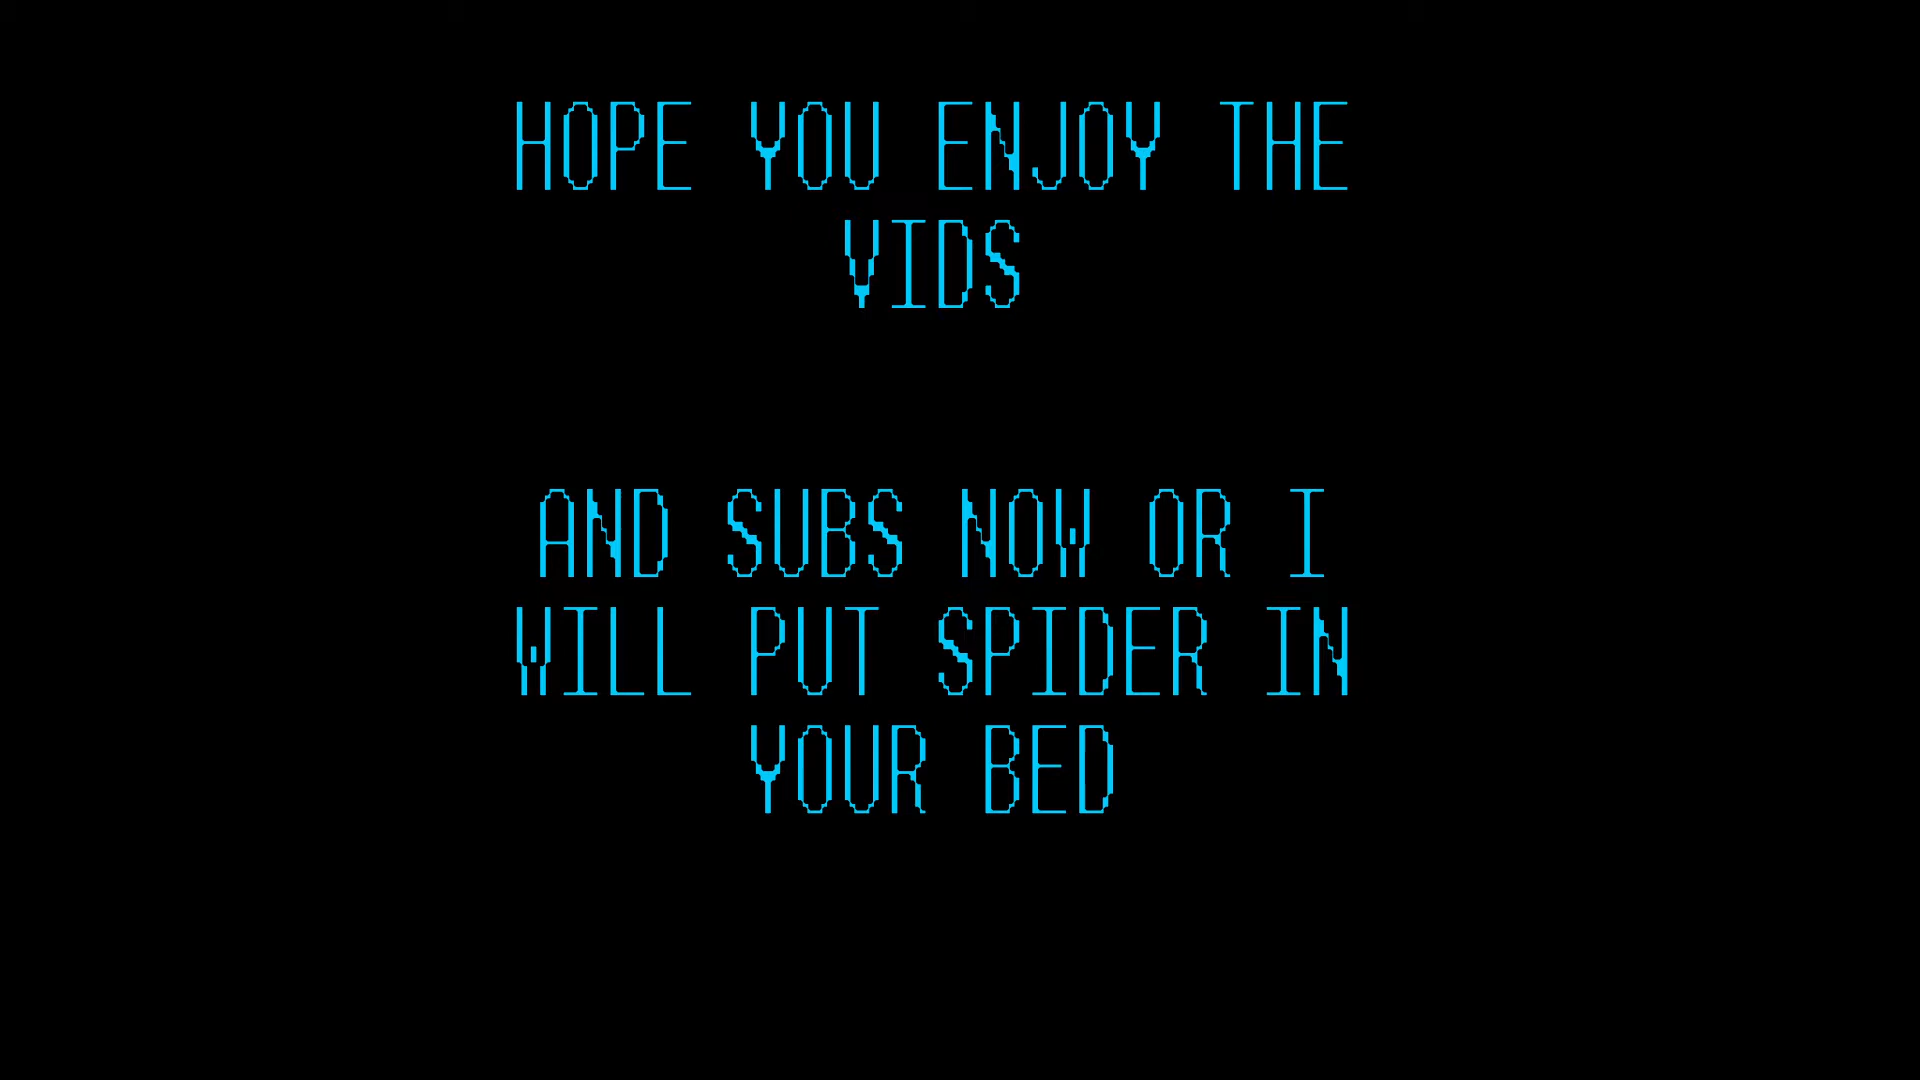 HOPE YOU ENJOY THE
VIDS
AND SUBS NOW OR I
WILL PUT SPIDER IN
YOUR BED